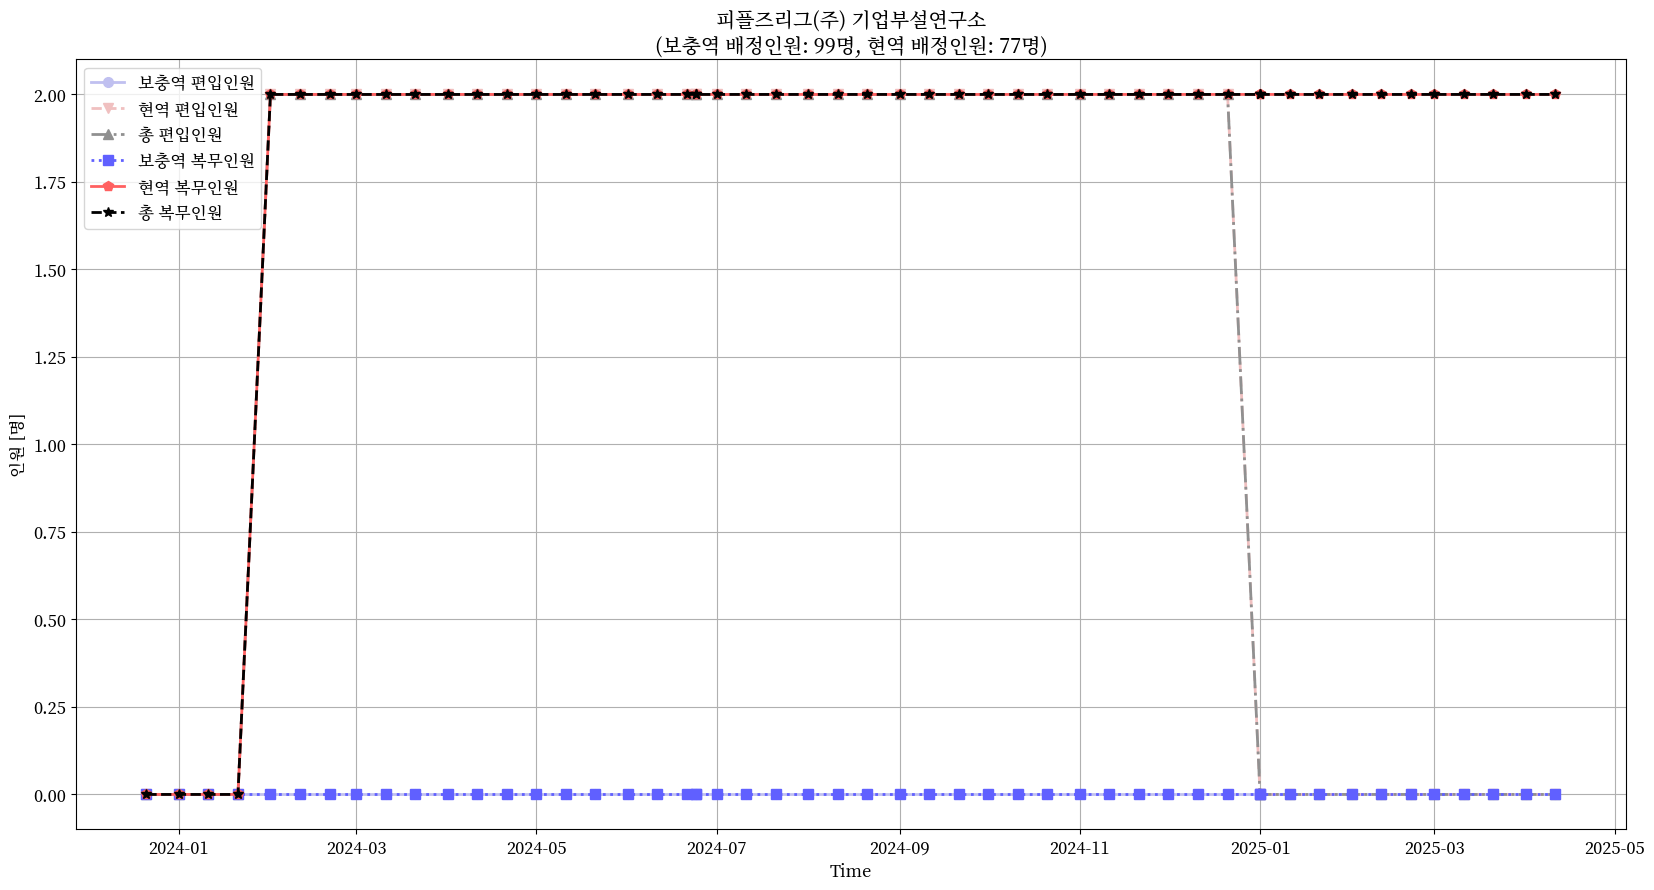 피플즈리그(주) 기업부설연구소
(보충역 배정인원: 99명, 현역 배정인원: 77명)
보충역 편입인원
현역 편입인원
총 편입인원
보충역 복무인원
현역 복무인원
총 복무인원
2.00
1.75
1.50
1.25
1.00
0.75
0.50
0.25
0.00
인원 [명]
2024-01
2024-03
2024-05
2024-07
2024-09
2024-11
2025-01
2025-03
2025-05
Time